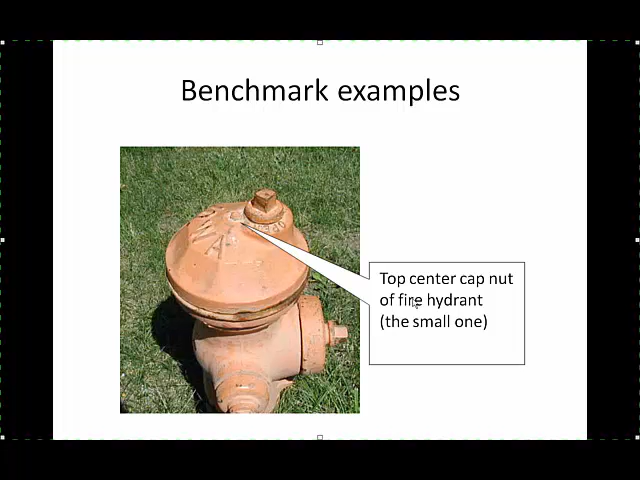 Benchmark examples
Top center cap nut
of fire hydrant
(the small one)